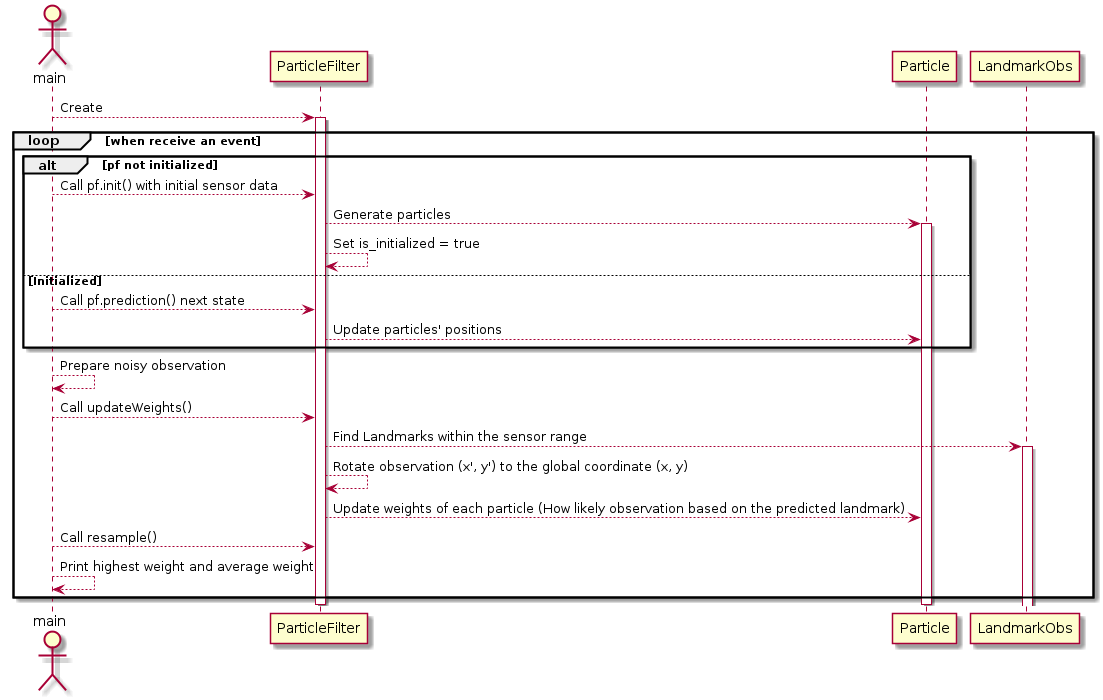 main
ParticleFilter
Particle
LandmarkObs
Create
loop
[when receive an event]
alt
[pf not initialized]
Call pf.init() with initial sensor data
Generate particles
Set is_initialized = true
[Initialized]
Call pf.prediction() next state
Update particles' positions
Prepare noisy observation
Call updateWeights()
Find Landmarks within the sensor range
Rotate observation (x', y') to the global coordinate (x, y)
Update weights of each particle (How likely observation based on the predicted landmark)
Call resample()
Print highest weight and average weight
main
ParticleFilter
Particle
LandmarkObs